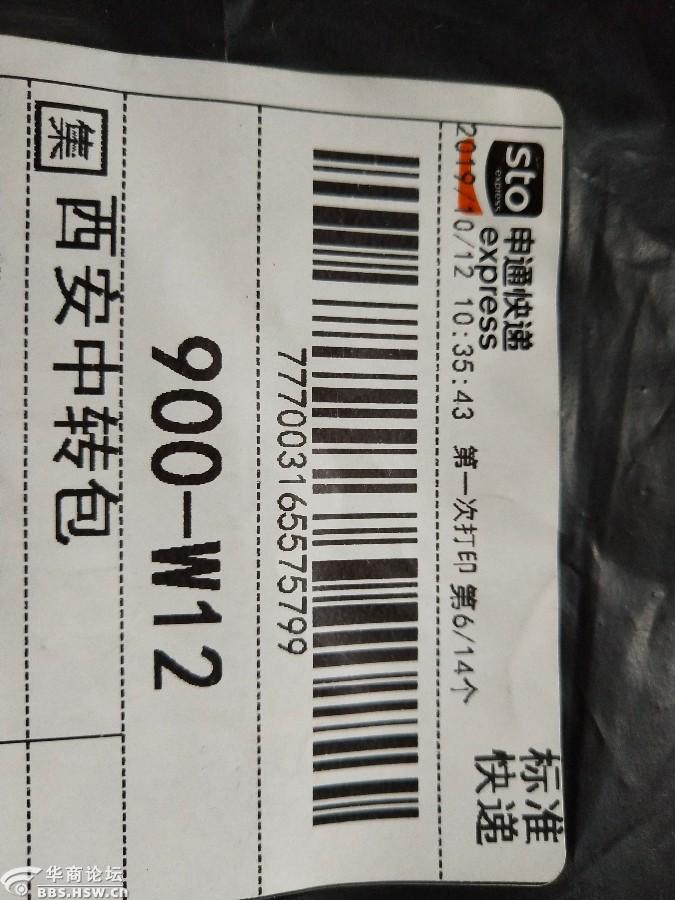 sto
express
申通快递
express
标准
快递
2019/10/12 10:35:43 第一次打印 第6/14个
777003165575799
900-W12
集 西安中转包
华商论坛
BBS.HSW.CN